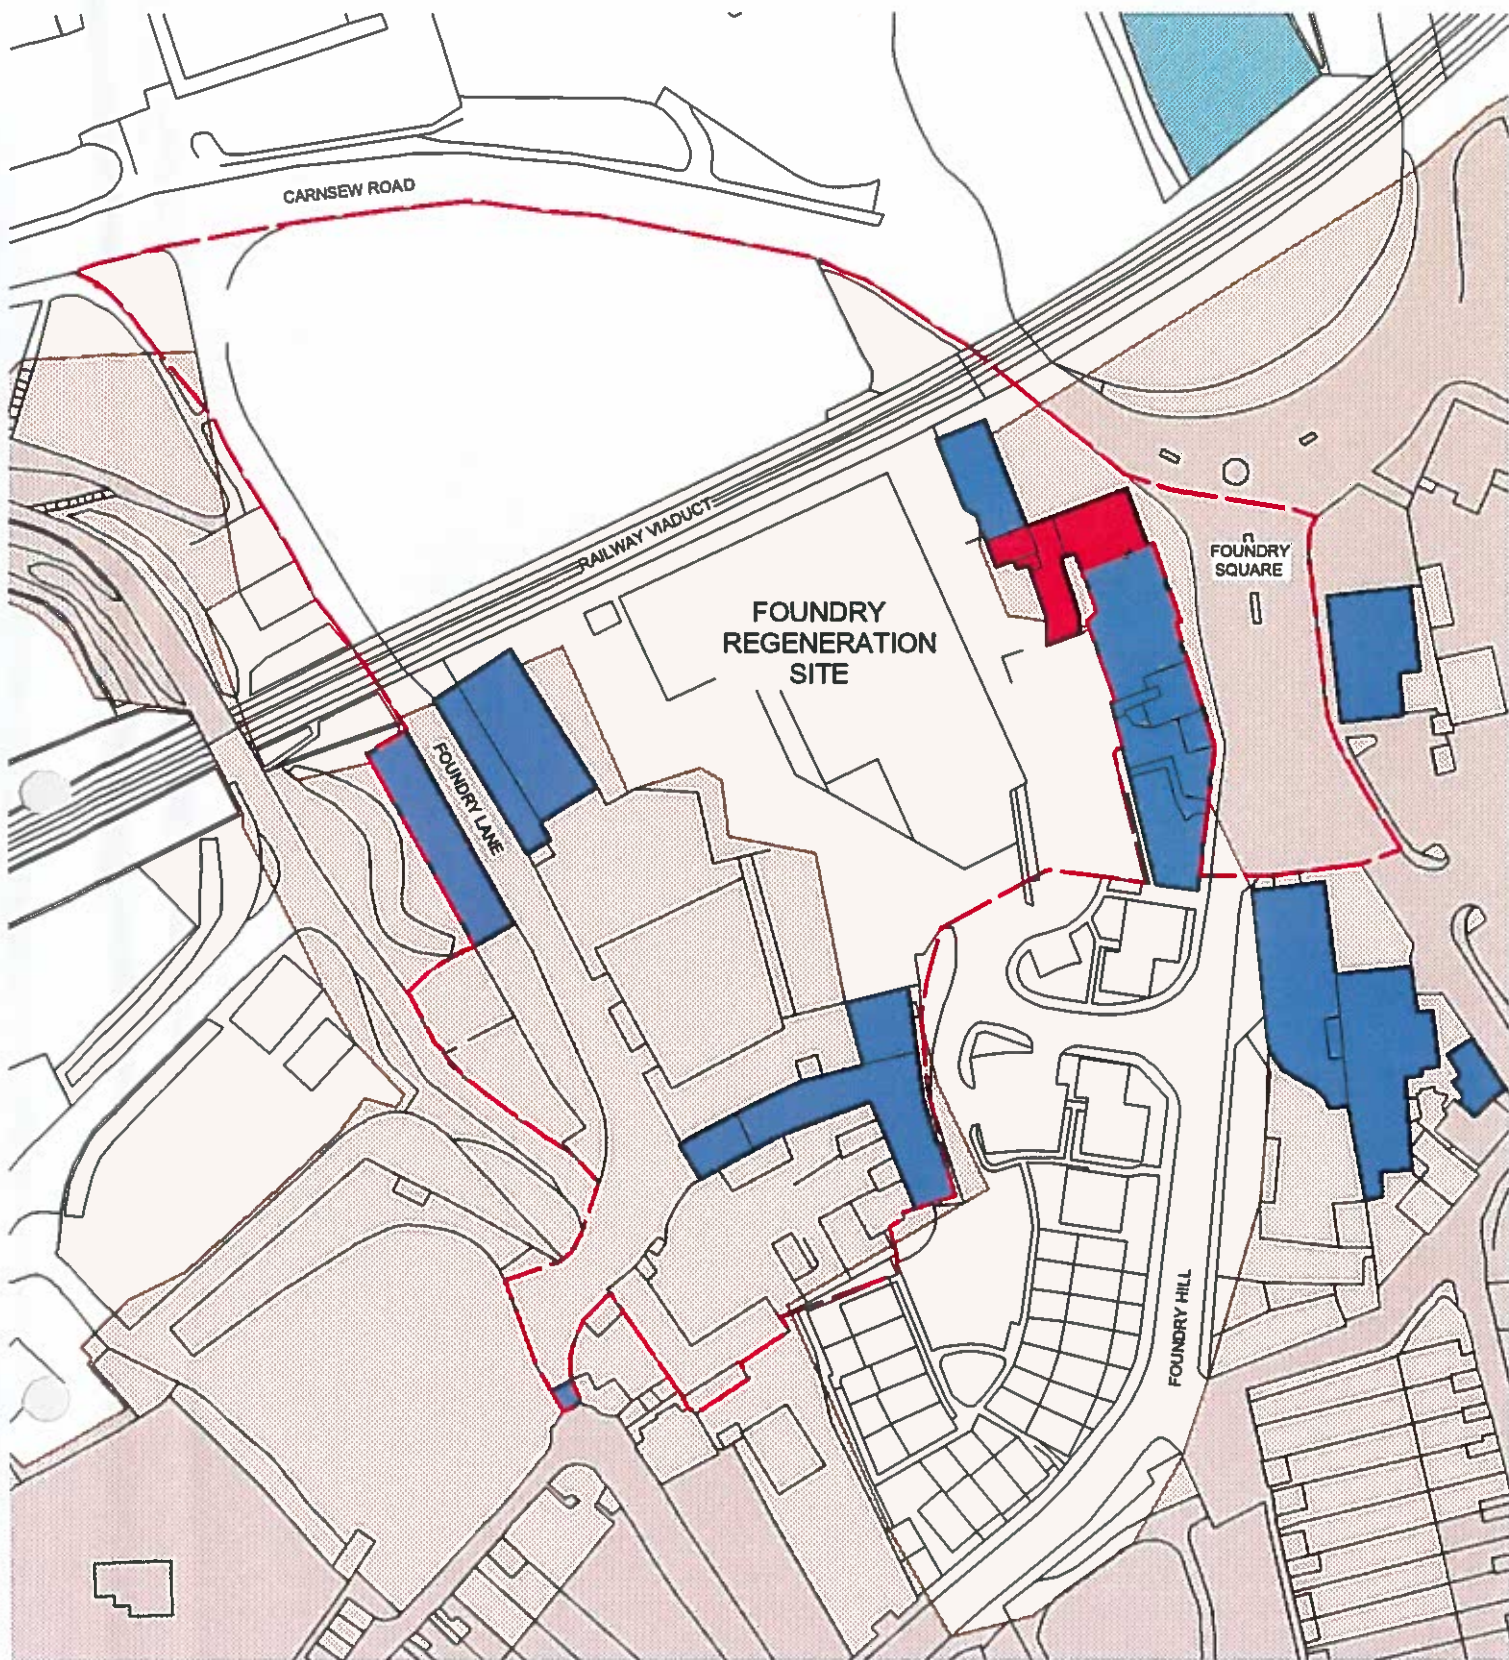 CARNSEW ROAD
RAILWAY VIADUCT
FOUNDRY
SQUARE
FOUNDRY
REGENERATION
SITE
FOUNDRY LANE
FOUNDRY HILL